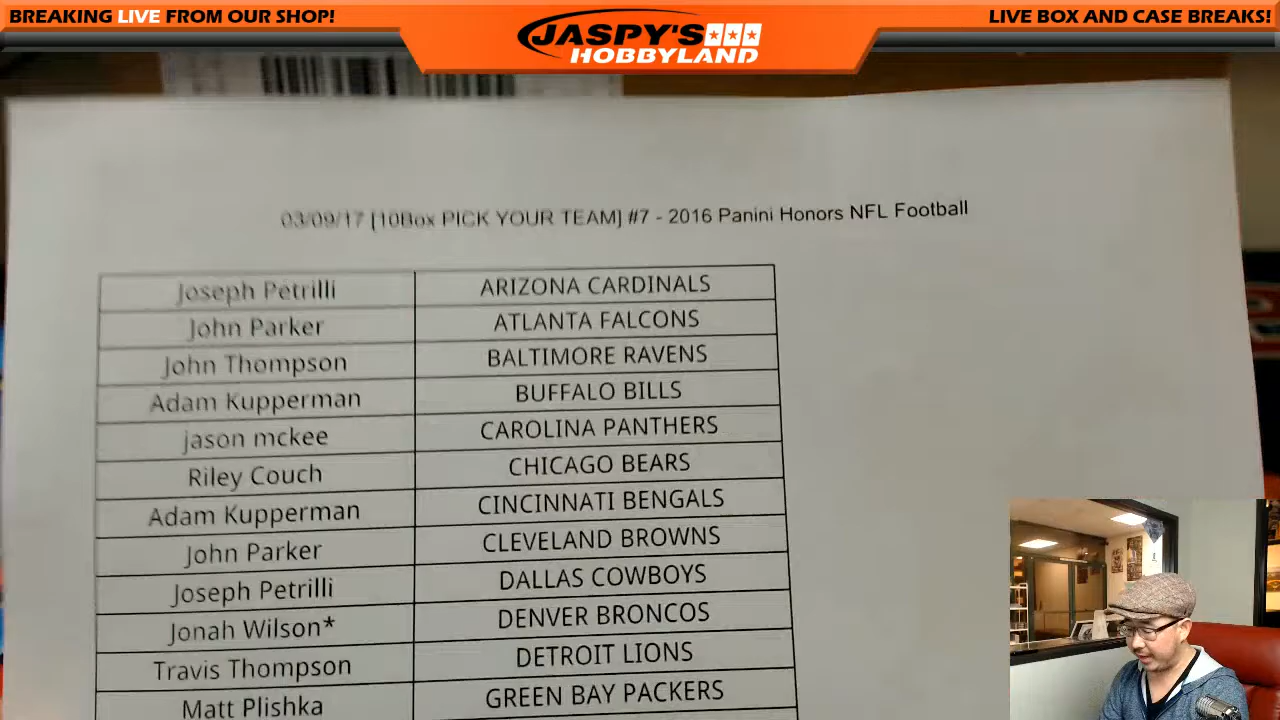 BREAKING LIVE FROM OUR SHOP!
JASPY'S
HOBBYLAND
LIVE BOX AND CASE BREAKS!
03/09/17 [10Box PICK YOUR TEAM] #7 - 2016 Panini Honors NFL Football
Joseph Petrilli ARIZONA CARDINALS
John Parker ATLANTA FALCONS
John Thompson BALTIMORE RAVENS
Adam Kupperman BUFFALO BILLS
jason mckee CAROLINA PANTHERS
Riley Couch CHICAGO BEARS
Adam Kupperman CINCINNATI BENGALS
John Parker CLEVELAND BROWNS
Joseph Petrilli DALLAS COWBOYS
Jonah Wilson* DENVER BRONCOS
Travis Thompson DETROIT LIONS
Matt Plishka GREEN BAY PACKERS